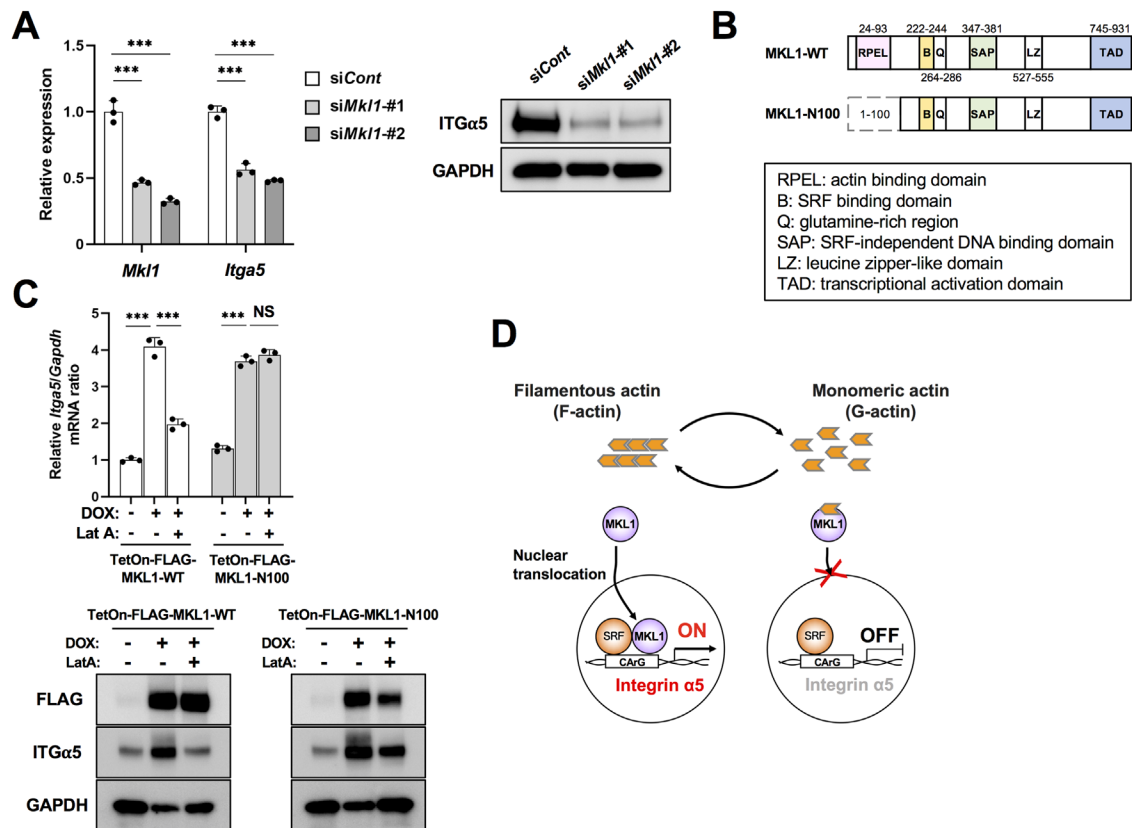 A
Relative expression
1.5
1.0
0.5
0
***
***
***
***
siCont
siMkl1-#1
siMkl1-#2
Mkl1
Itga5
siCont
siMkl1-#1
siMkl1-#2
ITGα5
GAPDH
B
24-93
222-244
347-381
745-931
MKL1-WT
RPEL
B
Q
SAP
LZ
TAD
264-286
527-555
MKL1-N100
1-100
B
Q
SAP
LZ
TAD
RPEL: actin binding domain
B: SRF binding domain
Q: glutamine-rich region
SAP: SRF-independent DNA binding domain
LZ: leucine zipper-like domain
TAD: transcriptional activation domain
C
Relative Itga5/Gapdh
mRNA ratio
5
4
3
2
1
0
*** ***
*** NS
DOX: - + + - + +
Lat A: - - + - - +
TetOn-FLAG-
MKL1-WT
TetOn-FLAG-
MKL1-N100
TetOn-FLAG-MKL1-WT
DOX: - + +
LatA: - - +
FLAG
ITGα5
GAPDH
TetOn-FLAG-MKL1-N100
DOX: - + +
LatA: - - +
D
Filamentous actin
(F-actin)
Monomeric actin
(G-actin)
MKL1
Nuclear
translocation
SRF
MKL1
ON
CArG
Integrin α5
MKL1
SRF
OFF
CArG
Integrin α5